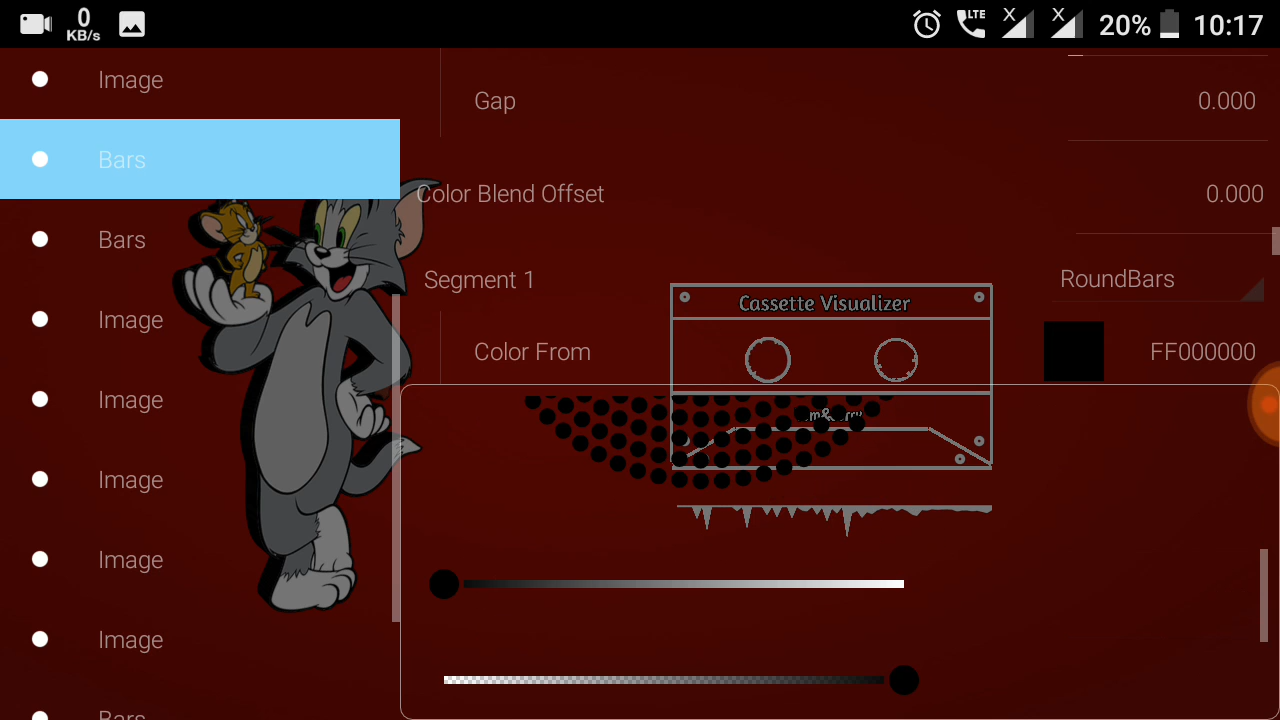 0
KB/s
LTE
X
X
20%
10:17
Image
Bars
Bars
Image
Image
Image
Image
Image
Bars
Gap
0.000
Color Blend Offset
0.000
Segment 1
RoundBars
Color From
FF000000
Cassette Visualizer